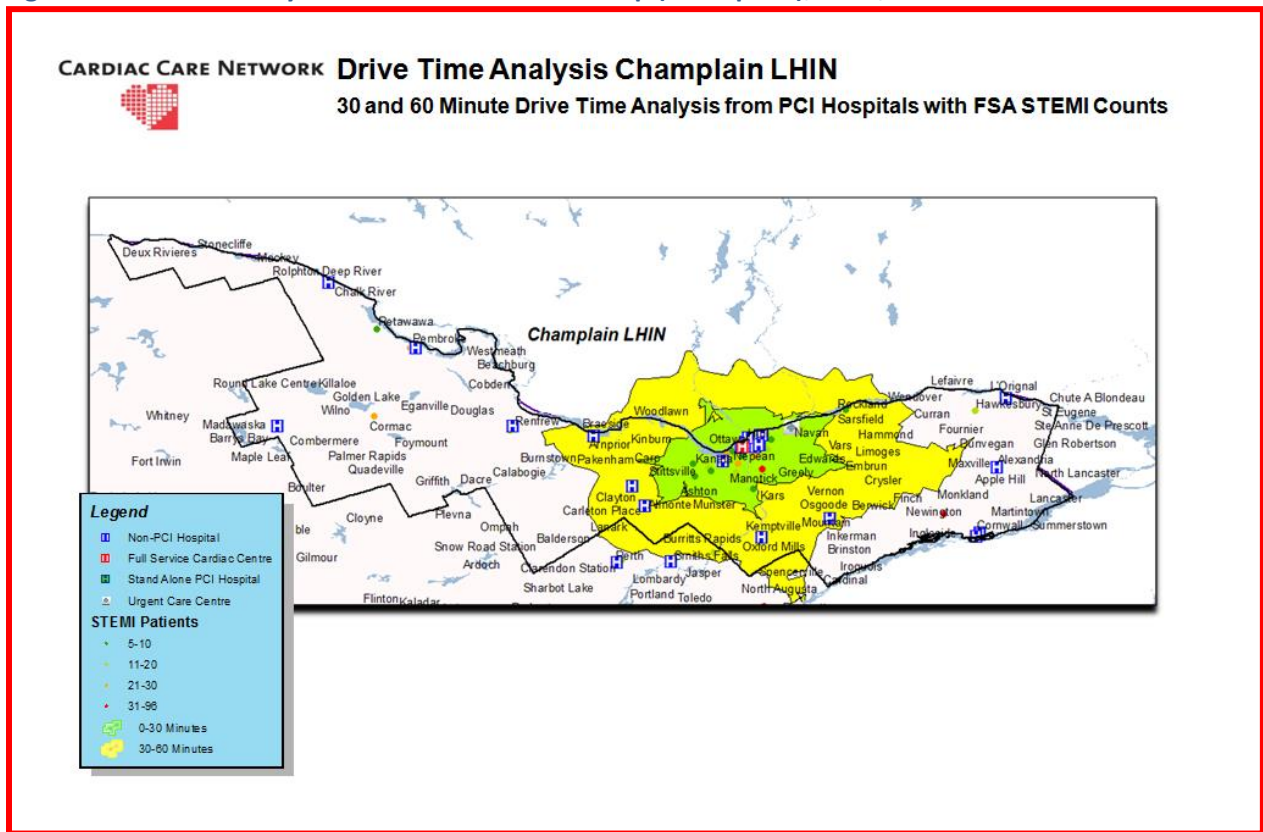 CARDIAC CARE NETWORK
Drive Time Analysis Champlain LHIN
30 and 60 Minute Drive Time Analysis from PCI Hospitals with FSA STEMI Counts
Deux Rivieres
Stonecliffe
Mackey
Rolphton Deep River
Chalk River
Petawawa
Pembroke
Champlain LHIN
Westmeath
Beachburg
Cobden
Round Lake Centre Killaloe
Golden Lake
Wilno
Eganville Douglas
Cormac
Whitney
Madawaska
Barrys Bay
Combermere
Foymount
Fort Irwin
Maple Leaf
Palmer Rapids
Quadeville
Griffith
Dacre
Calabogie
Renfrew
Braeside
Woodlawn
Arnprior
Kinburn
Burnstown
Pakenham
Carp
Ottawa
Kanata
Nepean
Stittsville
Manotick
Greely
Navan
Rockland
Wendover
Lefaivre
L'Orignal
Chute A Blondeau
Curran
Hawkesbury
St Eugene
Sarsfield
Hammond
Fournier
Ste Anne De Prescott
Vars
Limoges
Dunvegan
Glen Robertson
Edwards
Embrun
Maxville
Alexandria
Crysler
Apple Hill
North Lancaster
Ashton
Kars
Vernon
Clayton
Almonte
Munster
Osgoode
Berwick
Finch
Monkland
Lancaster
Carleton Place
Newington
Martintown
Lanark
Kemptville
Mountain
Cornwall
Summerstown
Ingleside
Burritts Rapids
Oxford Mills
Inkerman
Brinston
Boulter
Cloyne
Plevna
Ompah
Balderson
Gilmour
Snow Road Station
Ardoch
Clarendon Station
Perth
Smiths Falls
Spencerville
Iroquois
Cardinal
Lombardy
Jasper
Sharbot Lake
Portland
Toledo
North Augusta
Flinton
Kaladar
Legend
Non-PCI Hospital
Full Service Cardiac Centre
Stand Alone PCI Hospital
Urgent Care Centre
STEMI Patients
5-10
11-20
21-30
31-96
0-30 Minutes
30-60 Minutes